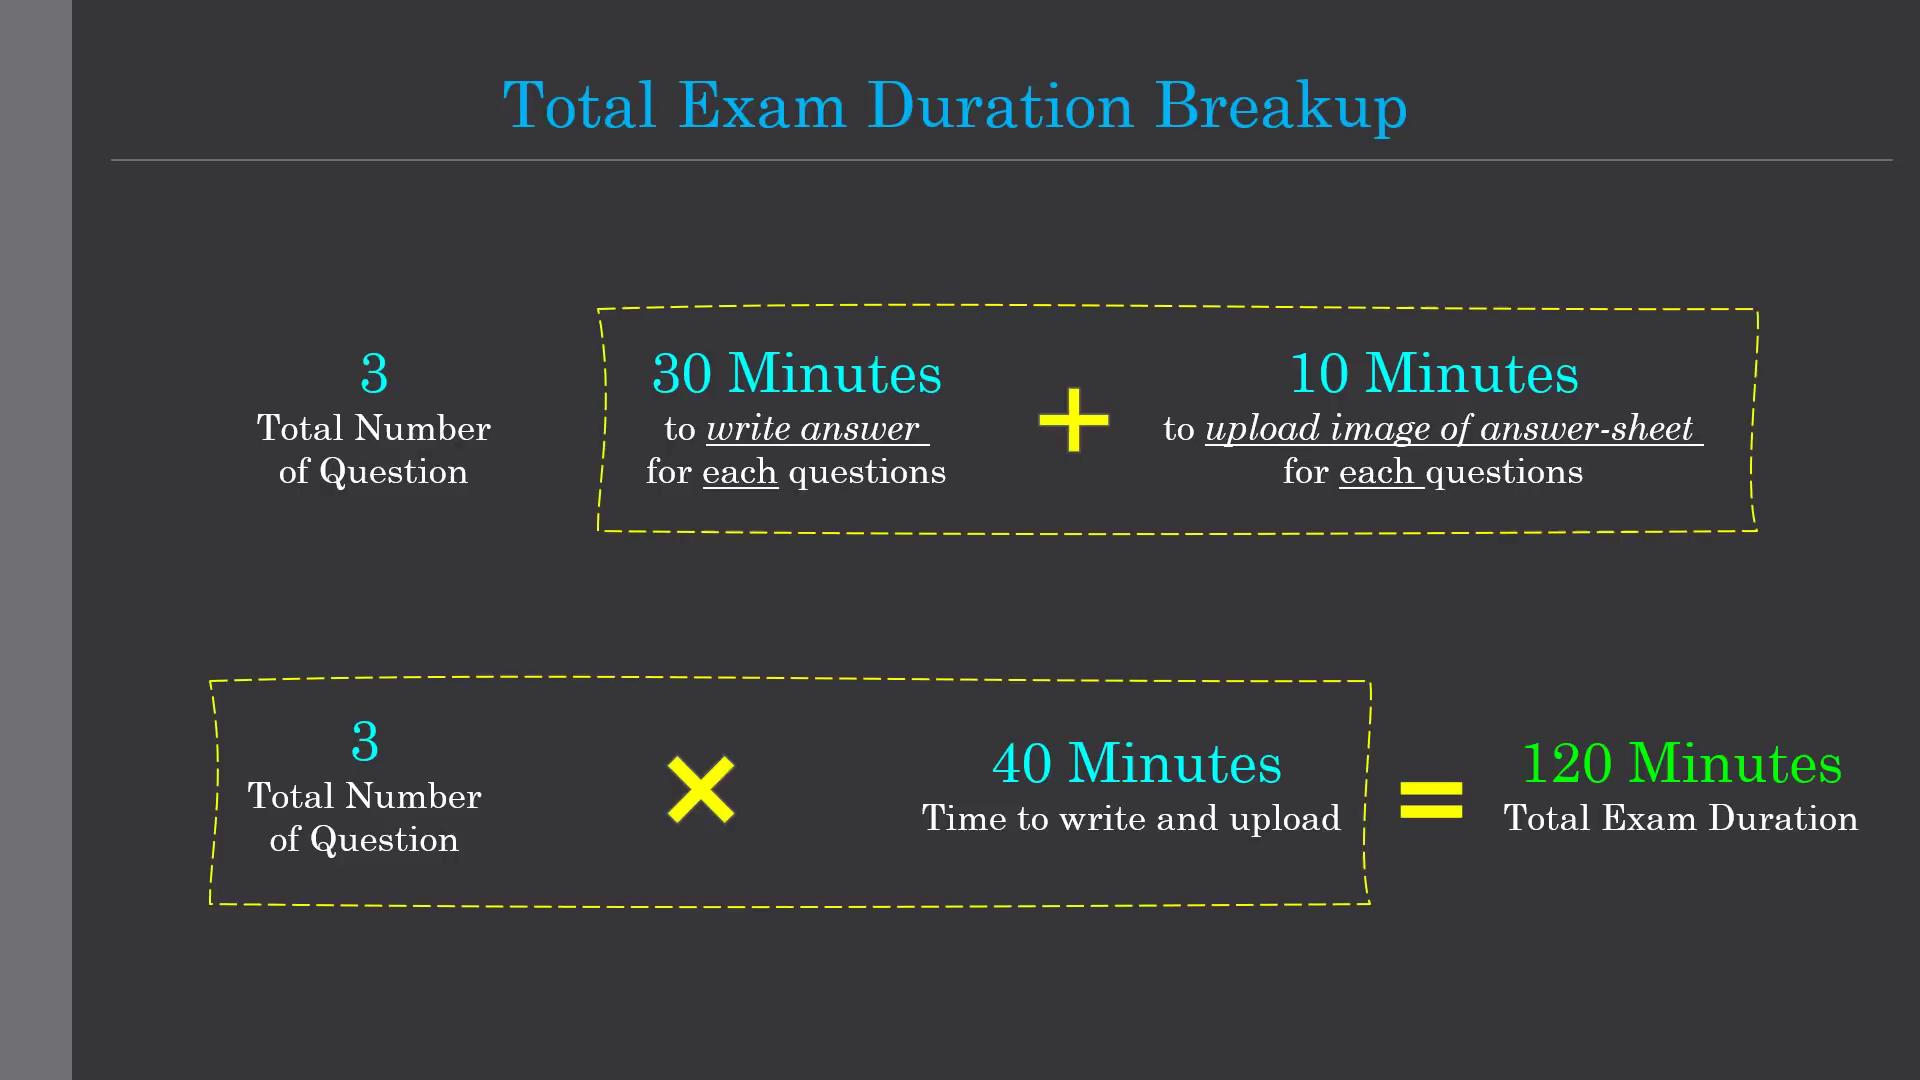 Total Exam Duration Breakup
3
Total Number
of Question
30 Minutes
to write answer
for each questions
+
10 Minutes
to upload image of answer-sheet
for each questions
3
Total Number
of Question
×
40 Minutes
Time to write and upload
=
120 Minutes
Total Exam Duration